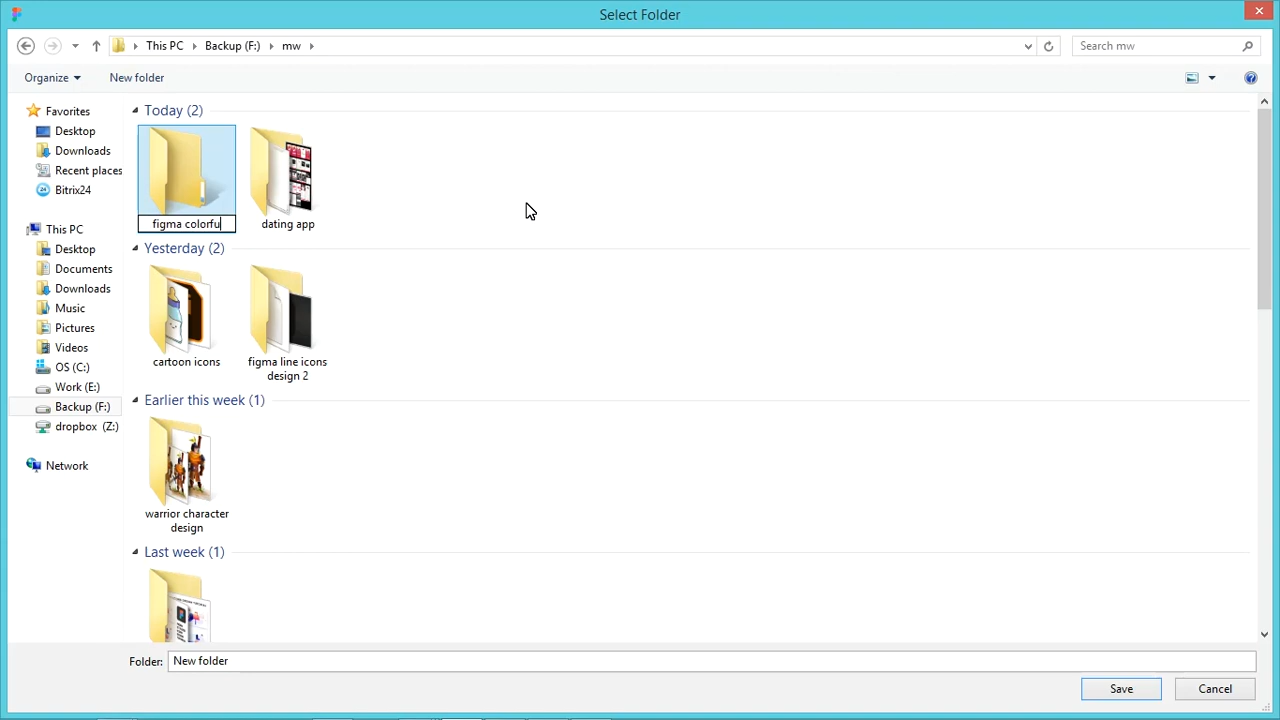 Select Folder
This PC Backup (F:) mw
Search mw
Organize New folder
Favorites
Desktop
Downloads
Recent places
24 Bitrix24
This PC
Desktop
Documents
Downloads
Music
Pictures
Videos
OS (C:)
Work (E:)
Backup (F:)
dropbox (Z:)
Network
Today (2)
figma colorfu
dating app
Yesterday (2)
cartoon icons
figma line icons
design 2
Earlier this week (1)
warrior character
design
Last week (1)
Folder: New folder
Save Cancel